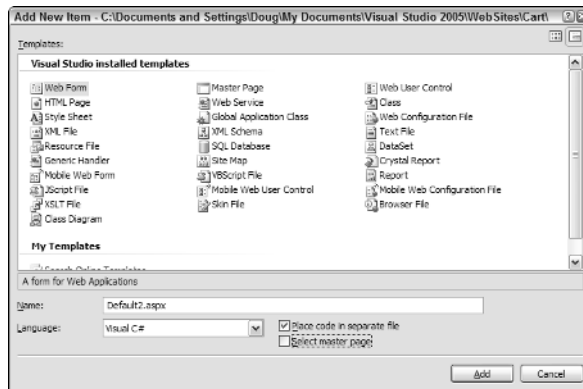 Add New Item - C:\Documents and Settings\Doug\My Documents\Visual Studio 2005\WebSites\Cart\
Templates:
Visual Studio installed templates
Web Form Master Page Web User Control
HTML Page Web Service Class
Style Sheet Global Application Class Web Configuration File
XML File XML Schema Text File
Resource File SQL Database DataSet
Generic Handler Site Map Crystal Report
Mobile Web Form VBScript File Report
JScript File Mobile Web User Control Mobile Web Configuration File
XSLT File Skin File Browser File
Class Diagram
My Templates
Search Online Templates
A form for Web Applications
Name: Default2.aspx
Language: Visual C# Place code in separate file
Select master page
Add Cancel